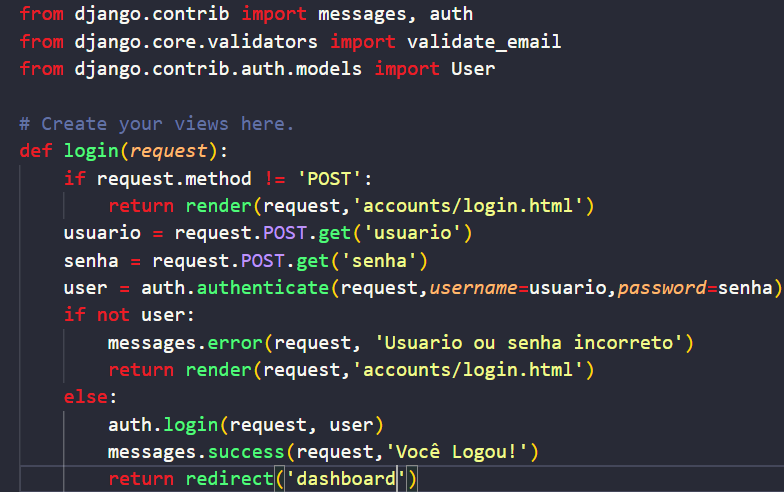 from django.contrib import messages, auth
from django.core.validators import validate_email
from django.contrib.auth.models import User
# Create your views here.
def login(request):
if request.method != 'POST':
return render(request,'accounts/login.html')
usuario = request.POST.get('usuario')
senha = request.POST.get('senha')
user = auth.authenticate(request,username=usuario,password=senha)
if not user:
messages.error(request, 'Usuario ou senha incorreto')
return render(request,'accounts/login.html')
else:
auth.login(request, user)
messages.success(request,'Você Logou!')
return redirect('dashboard')